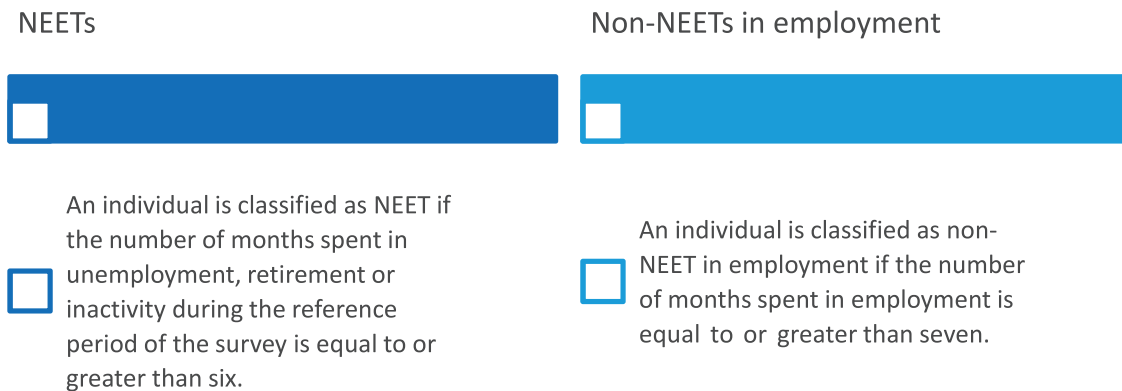 NEETs
An individual is classified as NEET if
the number of months spent in
unemployment, retirement or
inactivity during the reference
period of the survey is equal to or
greater than six.
Non-NEETs in employment
An individual is classified as non-
NEET in employment if the number
of months spent in employment is
equal to or greater than seven.